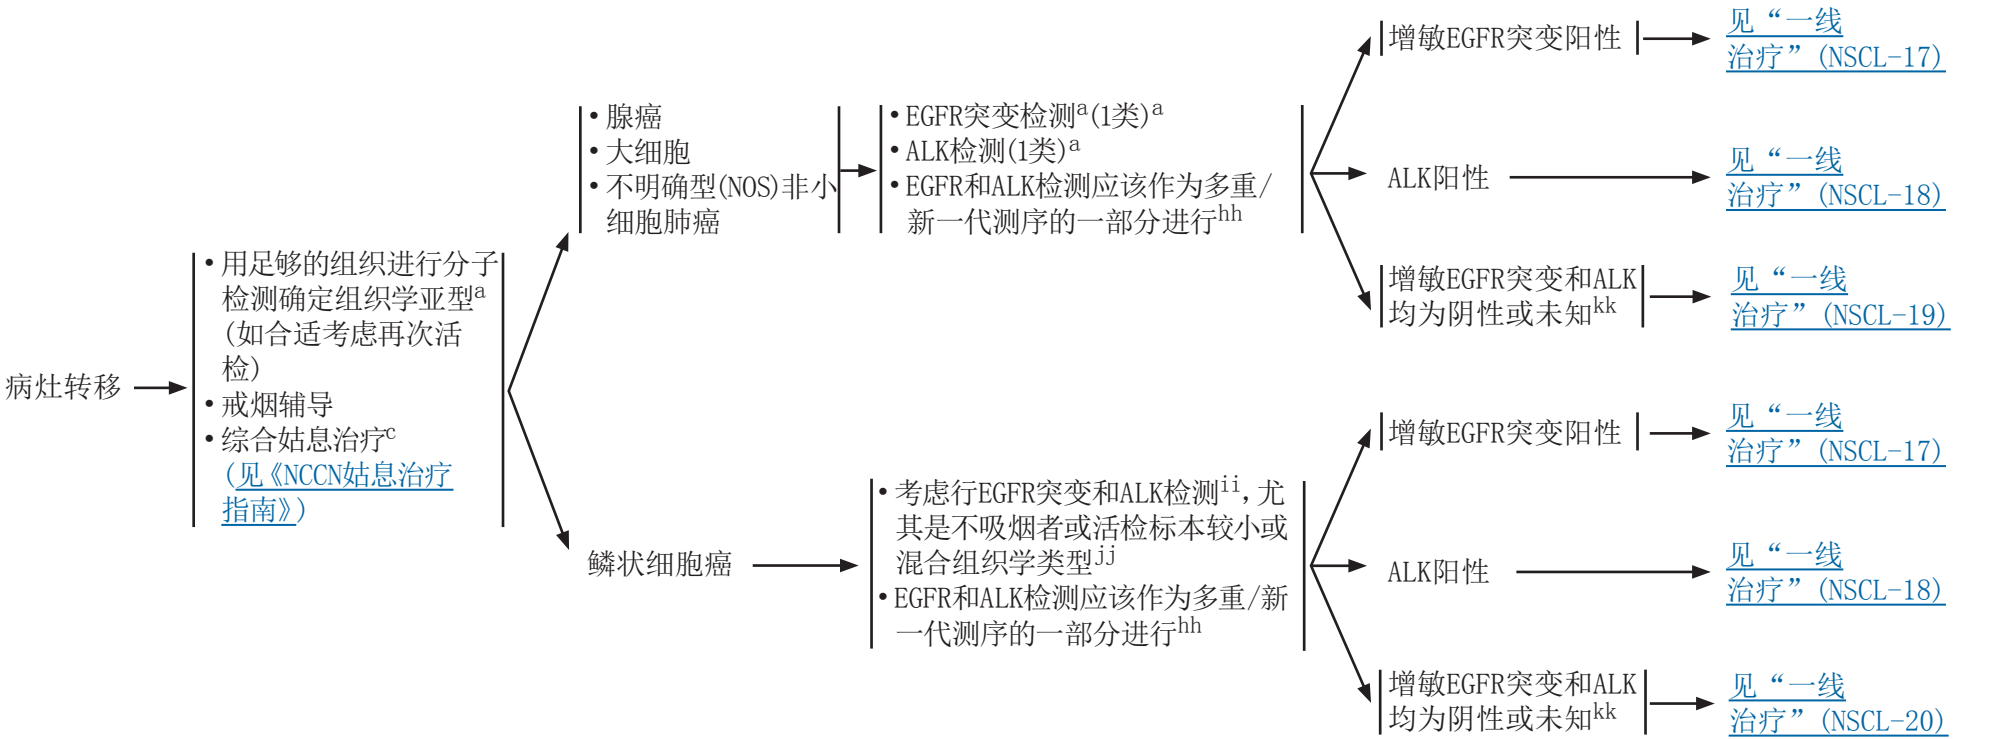 病灶转移
•用足够的组织进行分子
检测确定组织学亚型a
(如合适考虑再次活
检)
•戒烟辅导
•综合姑息治疗c
(见《NCCN姑息治疗
指南》)
•腺癌
•大细胞
•不明确型(NOS)非小
细胞肺癌
•EGFR突变检测a(1类)a
•ALK检测(1类)a
•EGFR和ALK检测应该作为多重/
新一代测序的一部分进行hh
增敏EGFR突变阳性
见“一线
治疗”(NSCL-17)
ALK阳性
见“一线
治疗”(NSCL-18)
增敏EGFR突变和ALK
均为阴性或未知kk
见“一线
治疗”(NSCL-19)
鳞状细胞癌
•考虑行EGFR突变和ALK检测ii,尤
其是不吸烟者或活检标本较小或
混合组织学类型jj
•EGFR和ALK检测应该作为多重/新
一代测序的一部分进行hh
增敏EGFR突变阳性
见“一线
治疗”(NSCL-17)
ALK阳性
见“一线
治疗”(NSCL-18)
增敏EGFR突变和ALK
均为阴性或未知kk
见“一线
治疗”(NSCL-20)